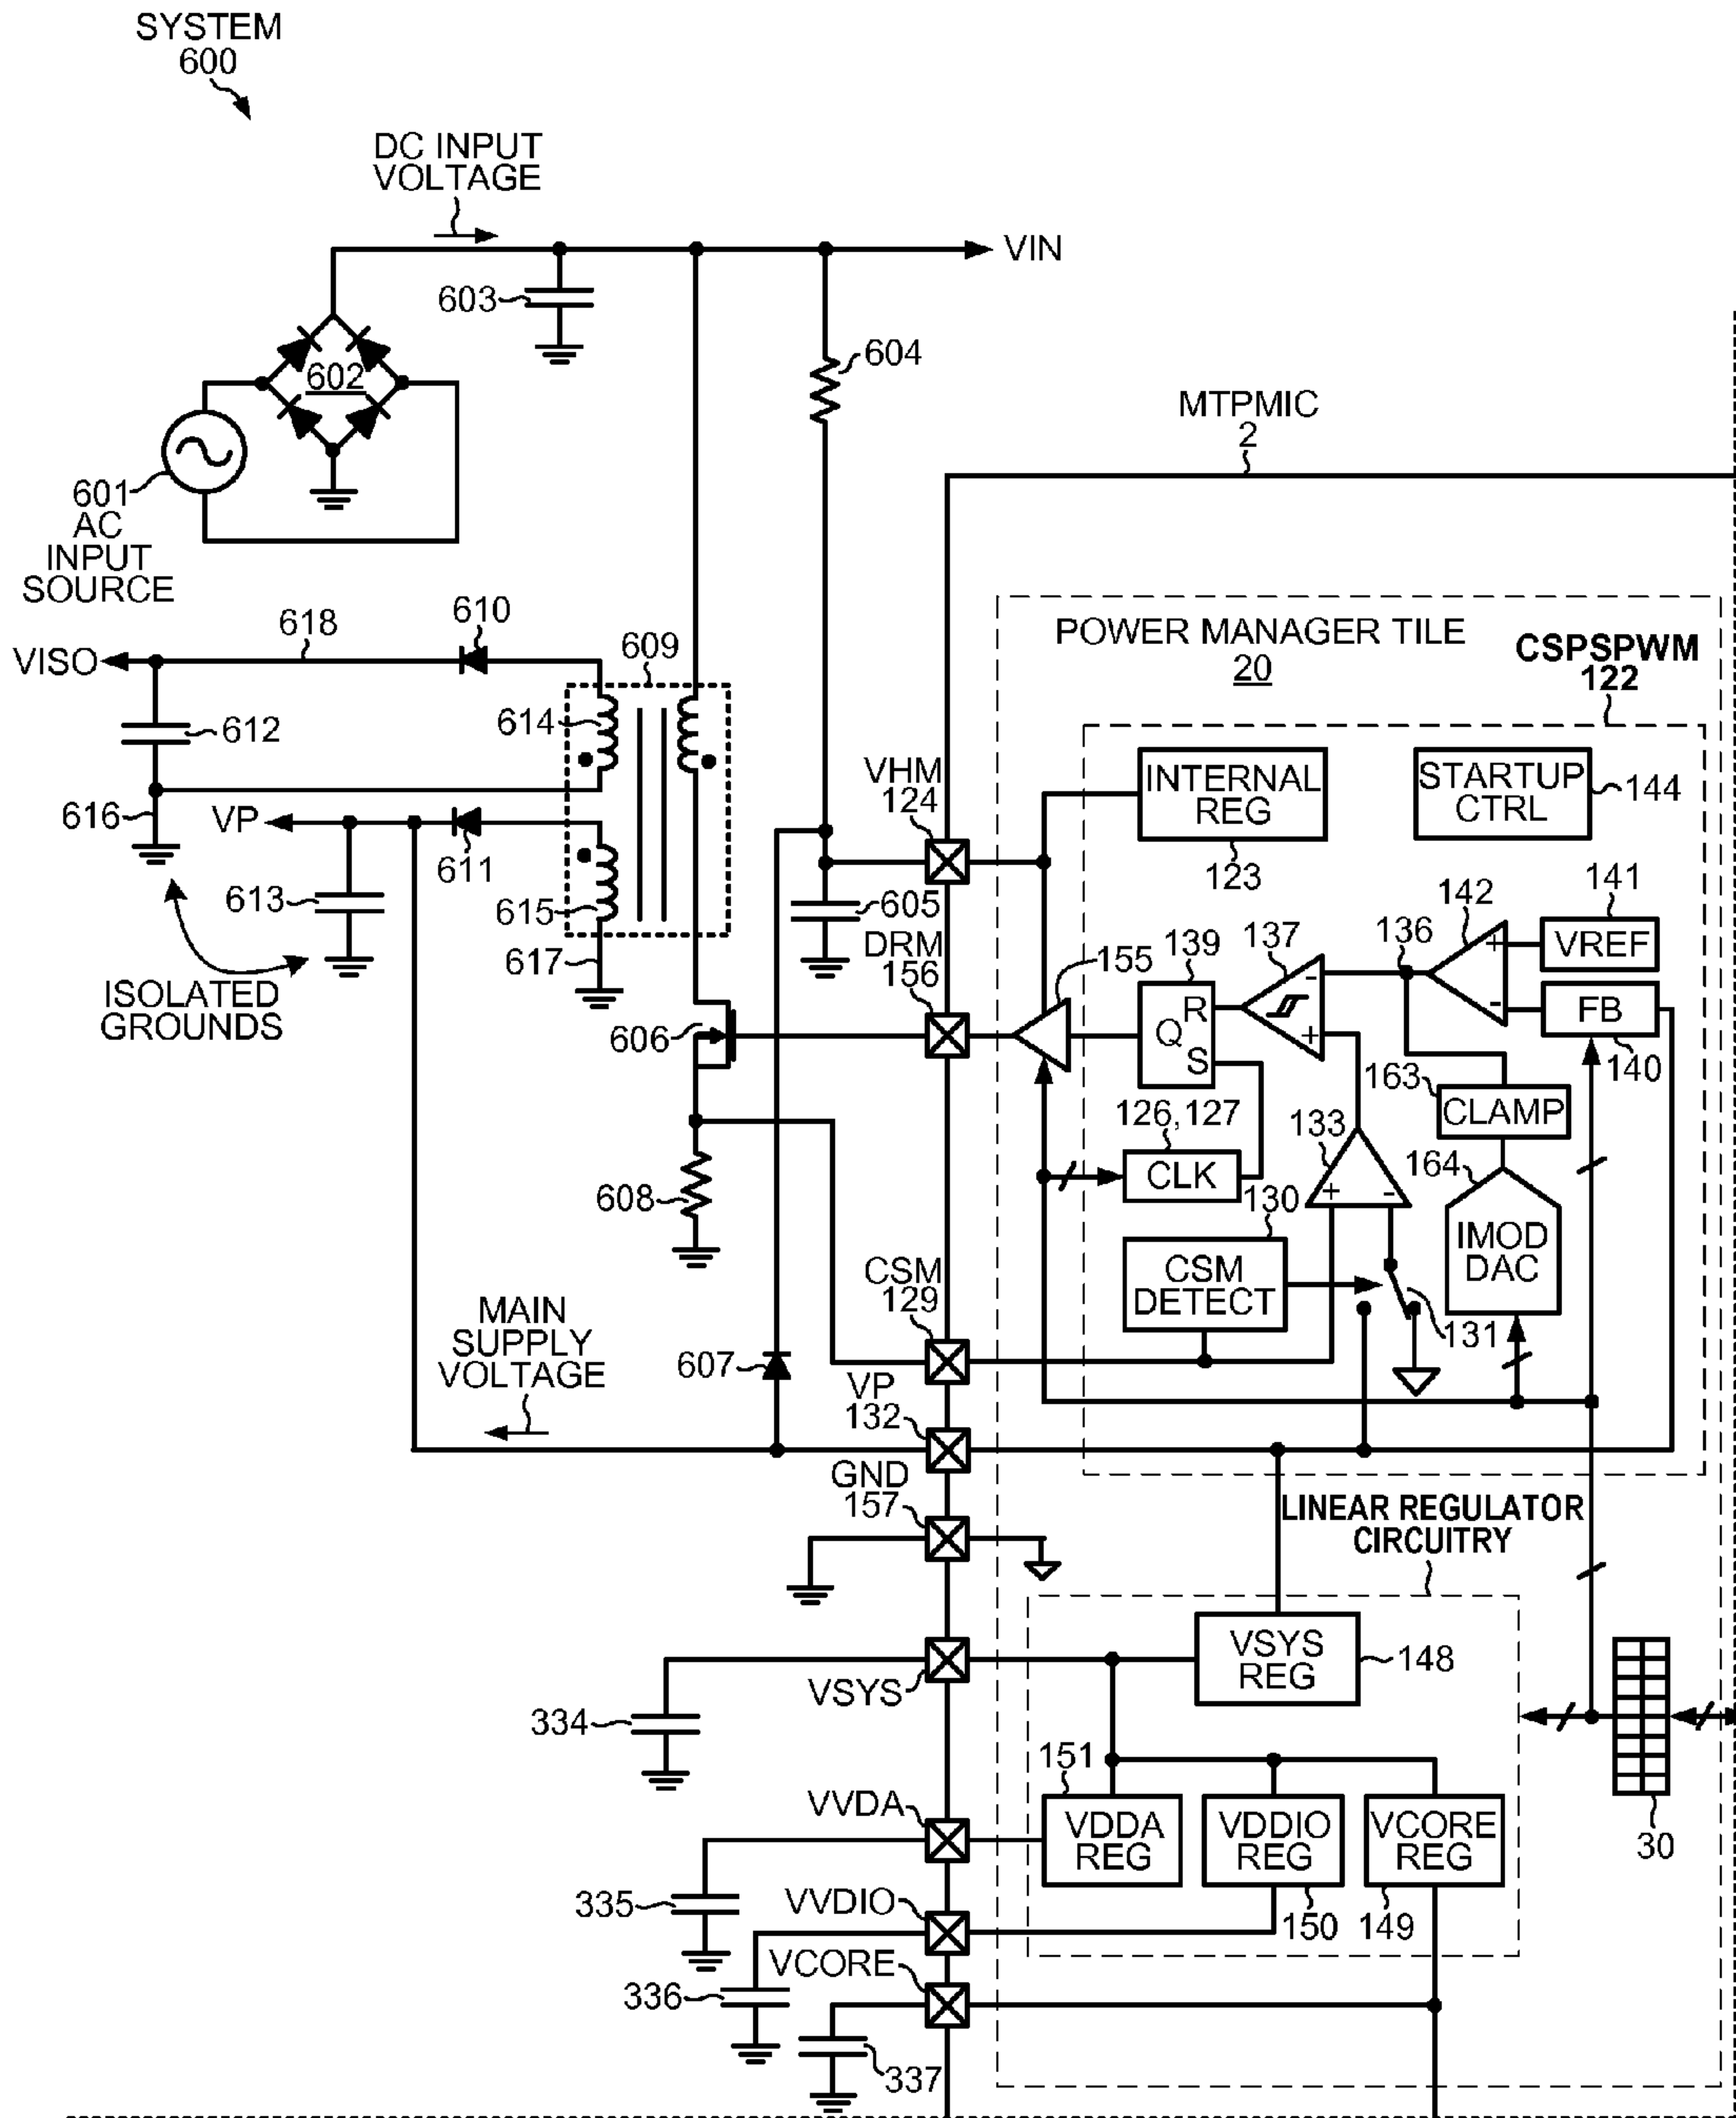 SYSTEM
600
DC INPUT
VOLTAGE
VIN
603
604
602
MTPMIC
2
601
AC
INPUT
SOURCE
610
618
VISO
609
POWER MANAGER TILE
20
CSPSPWM
122
614
612
VHM
124
INTERNAL
REG
STARTUP
CTRL
144
616
VP
611
123
141
142
613
615
605
DRM
156
155
139
137
136
VREF
617
ISOLATED
GROUNDS
-
+
+
-
606
R
Q
S
FB
140
163
CLAMP
126,127
133
CLK
164
608
130
+
-
IMOD
DAC
CSM
129
CSM
DETECT
131
MAIN
SUPPLY
VOLTAGE
607
VP
132
GND
157
LINEAR REGULATOR
CIRCUITRY
VSYS
REG
148
VSYS
334
151
VVDA
VDDA
REG
VDDIO
REG
VCORE
REG
30
335
VVDIO
150
149
VCORE
336
337